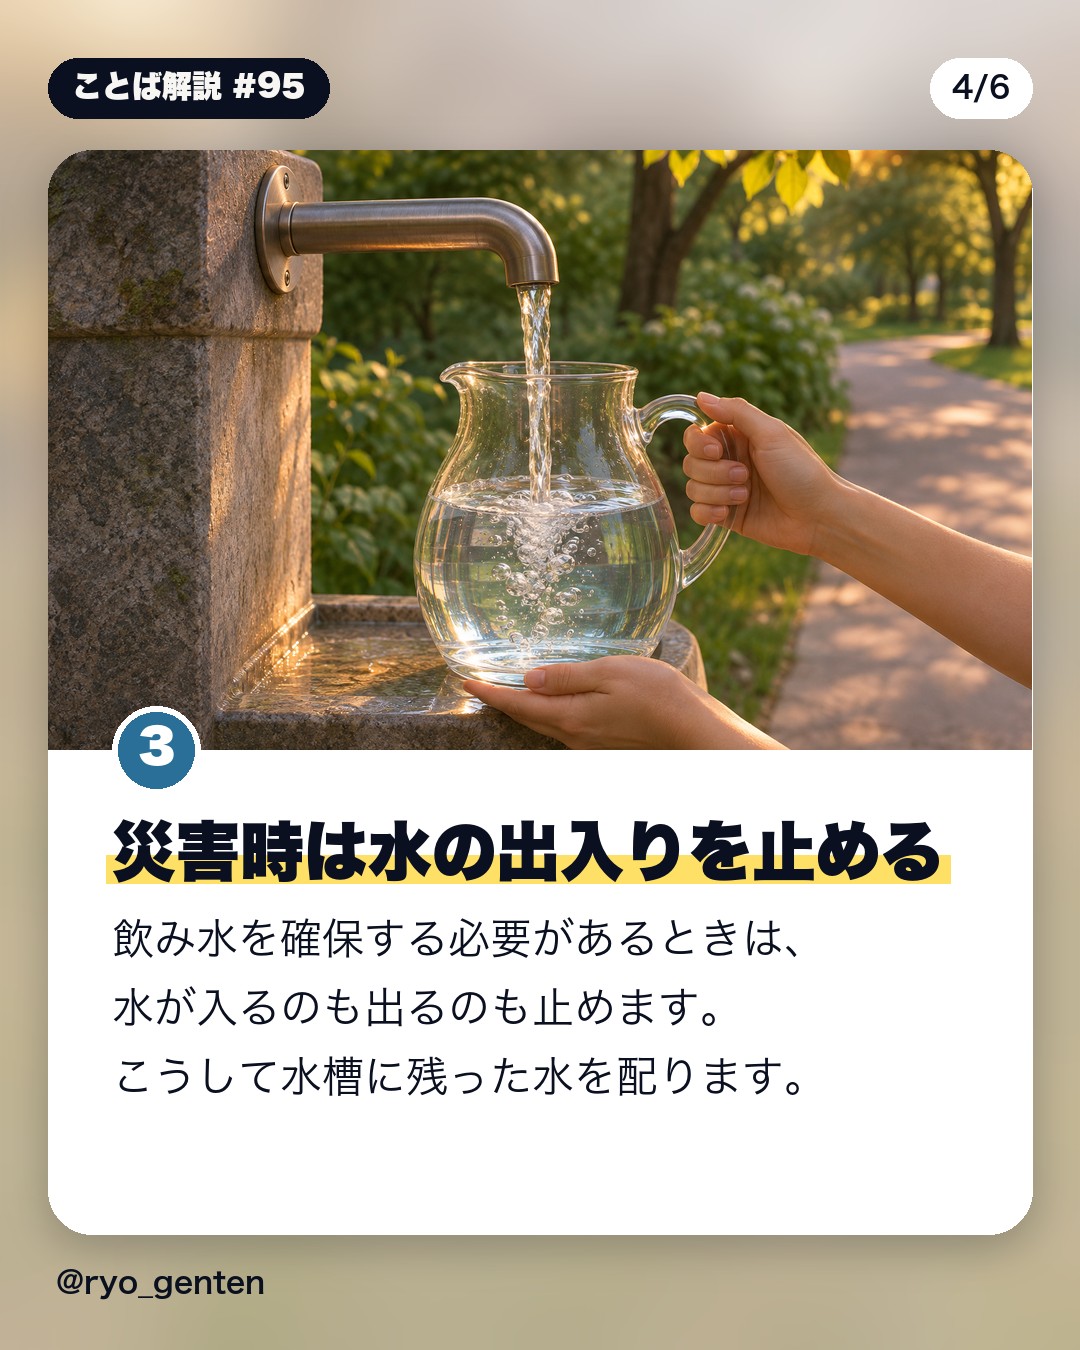 ことば解説 #95
4/6
3
災害時は水の出入りを止める
飲み水を確保する必要があるときは、
水が入るのも出るのも止めます。
こうして水槽に残った水を配ります。
@ryo_genten